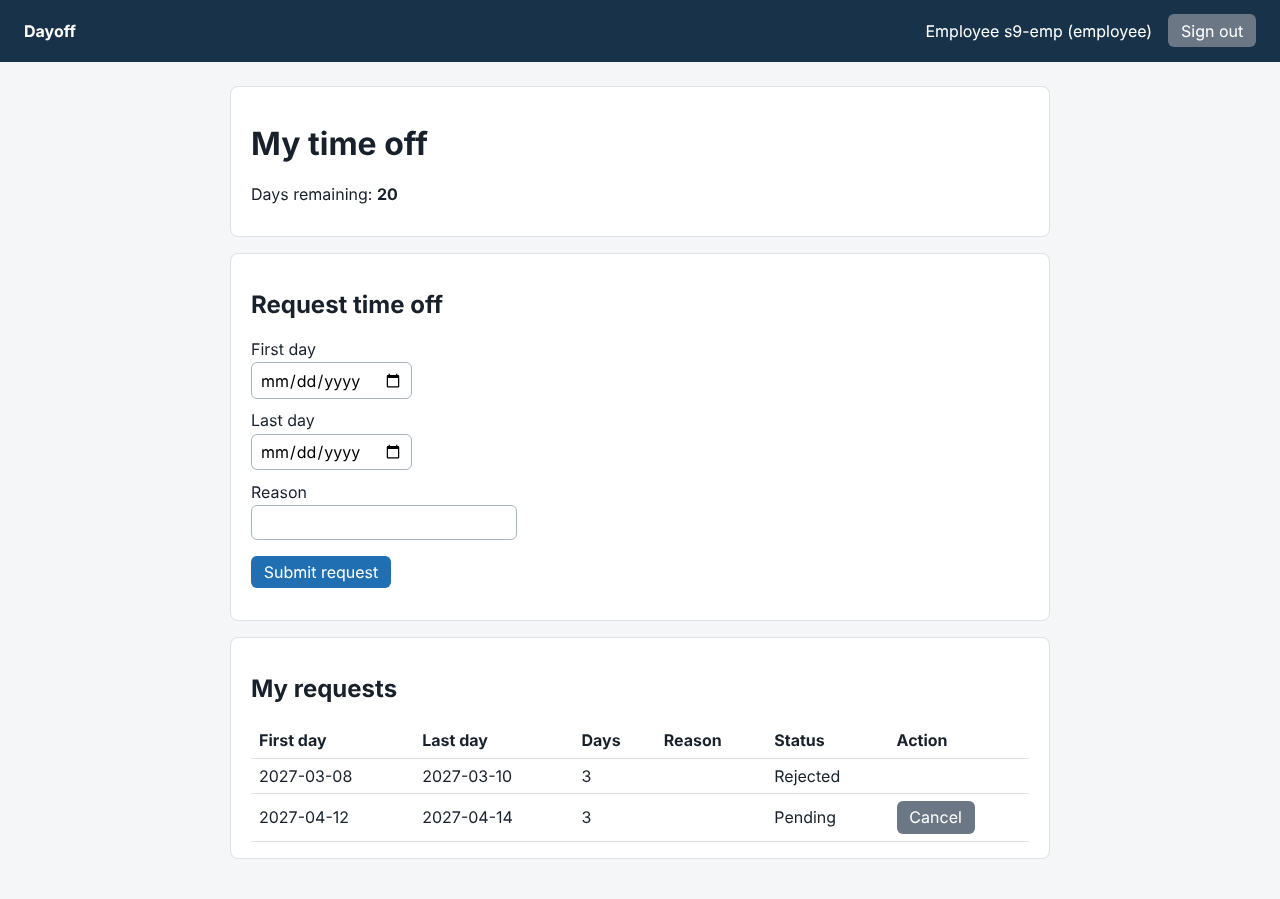 Dayoff
Employee s9-emp (employee) Sign out
My time off
Days remaining: 20
Request time off
First day
mm/dd/yyyy
Last day
mm/dd/yyyy
Reason
Submit request
My requests
First day Last day Days Reason Status Action
2027-03-08 2027-03-10 3 Rejected
2027-04-12 2027-04-14 3 Pending Cancel